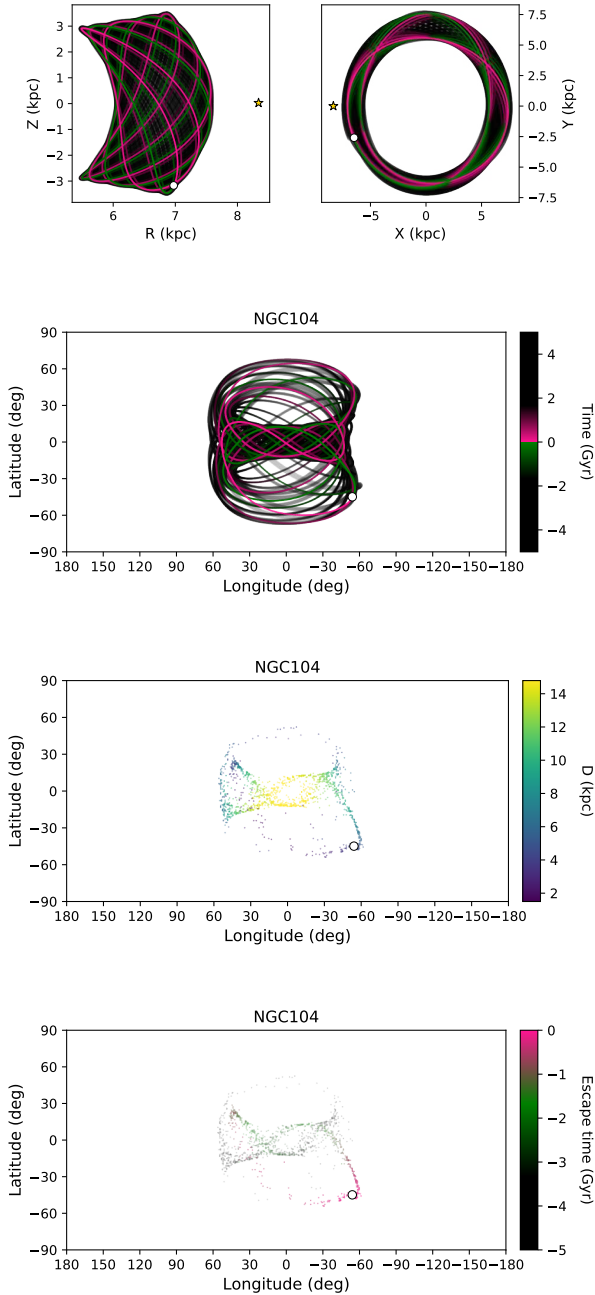 3
2
1
0
−1
−2
−3
Z (kpc)
6 7 8
R (kpc)
7.5
5.0
2.5
0.0
−2.5
−5.0
−7.5
Y (kpc)
−5 0 5
X (kpc)
NGC104
90
60
30
0
−30
−60
−90
Latitude (deg)
180 150 120 90 60 30 0 −30 −60 −90 −120 −150 −180
Longitude (deg)
4
2
0
−2
−4
Time (Gyr)
NGC104
90
60
30
0
−30
−60
−90
Latitude (deg)
180 150 120 90 60 30 0 −30 −60 −90 −120 −150 −180
Longitude (deg)
14
12
10
8
6
4
2
D (kpc)
NGC104
90
60
30
0
−30
−60
−90
Latitude (deg)
180 150 120 90 60 30 0 −30 −60 −90 −120 −150 −180
Longitude (deg)
0
−1
−2
−3
−4
−5
Escape time (Gyr)